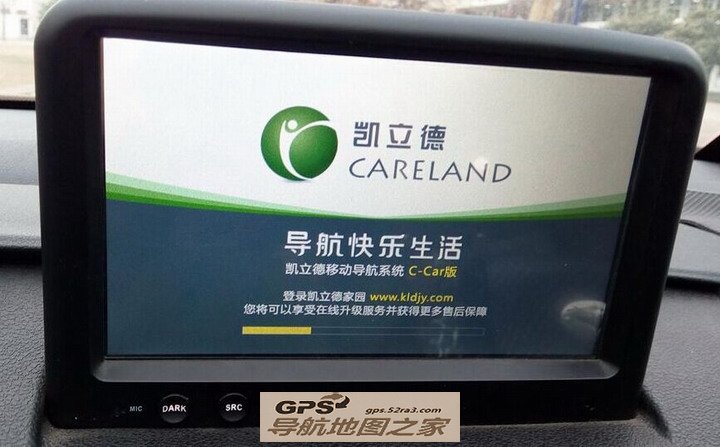 凯立德
CARELAND
导航快乐生活
凯立德移动导航系统 C-Car版
登录凯立德家园 www.kldjy.com
您将可以享受在线升级服务并获得更多售后保障
MIC DARK SRC
GPS gps.52ra3.com
导航地图之家